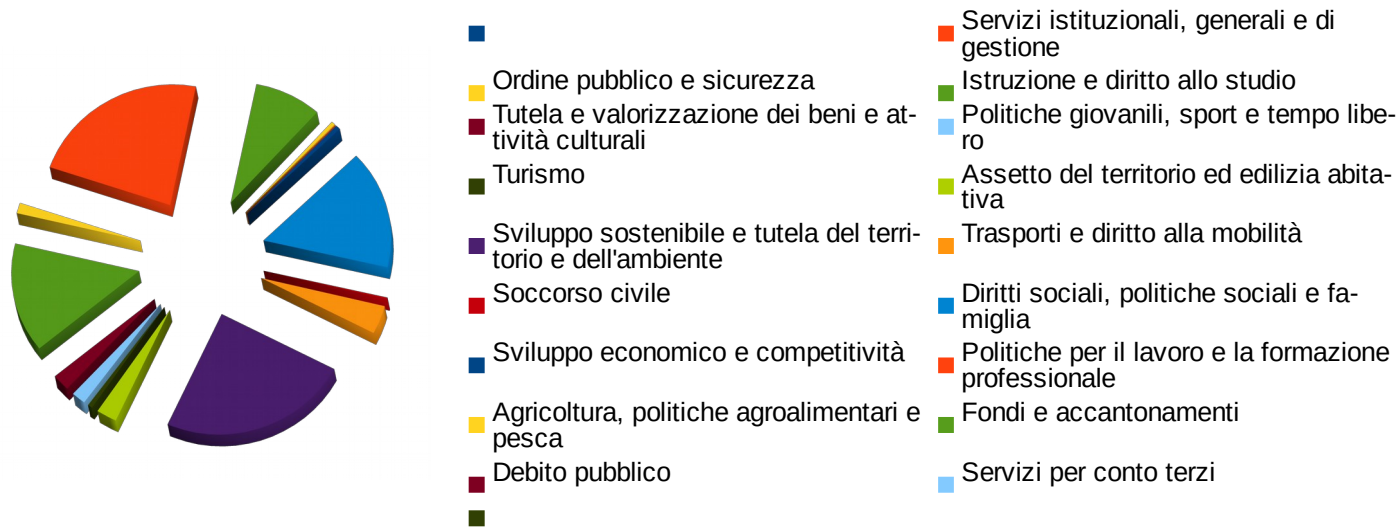 Servizi istituzionali, generali e di
gestione
Ordine pubblico e sicurezza
Istruzione e diritto allo studio
Tutela e valorizzazione dei beni e at-
tività culturali
Politiche giovanili, sport e tempo libe-
ro
Turismo
Assetto del territorio ed edilizia abita-
tiva
Sviluppo sostenibile e tutela del terri-
torio e dell'ambiente
Trasporti e diritto alla mobilità
Soccorso civile
Diritti sociali, politiche sociali e fa-
miglia
Sviluppo economico e competitività
Politiche per il lavoro e la formazione
professionale
Agricoltura, politiche agroalimentari e
pesca
Fondi e accantonamenti
Debito pubblico
Servizi per conto terzi